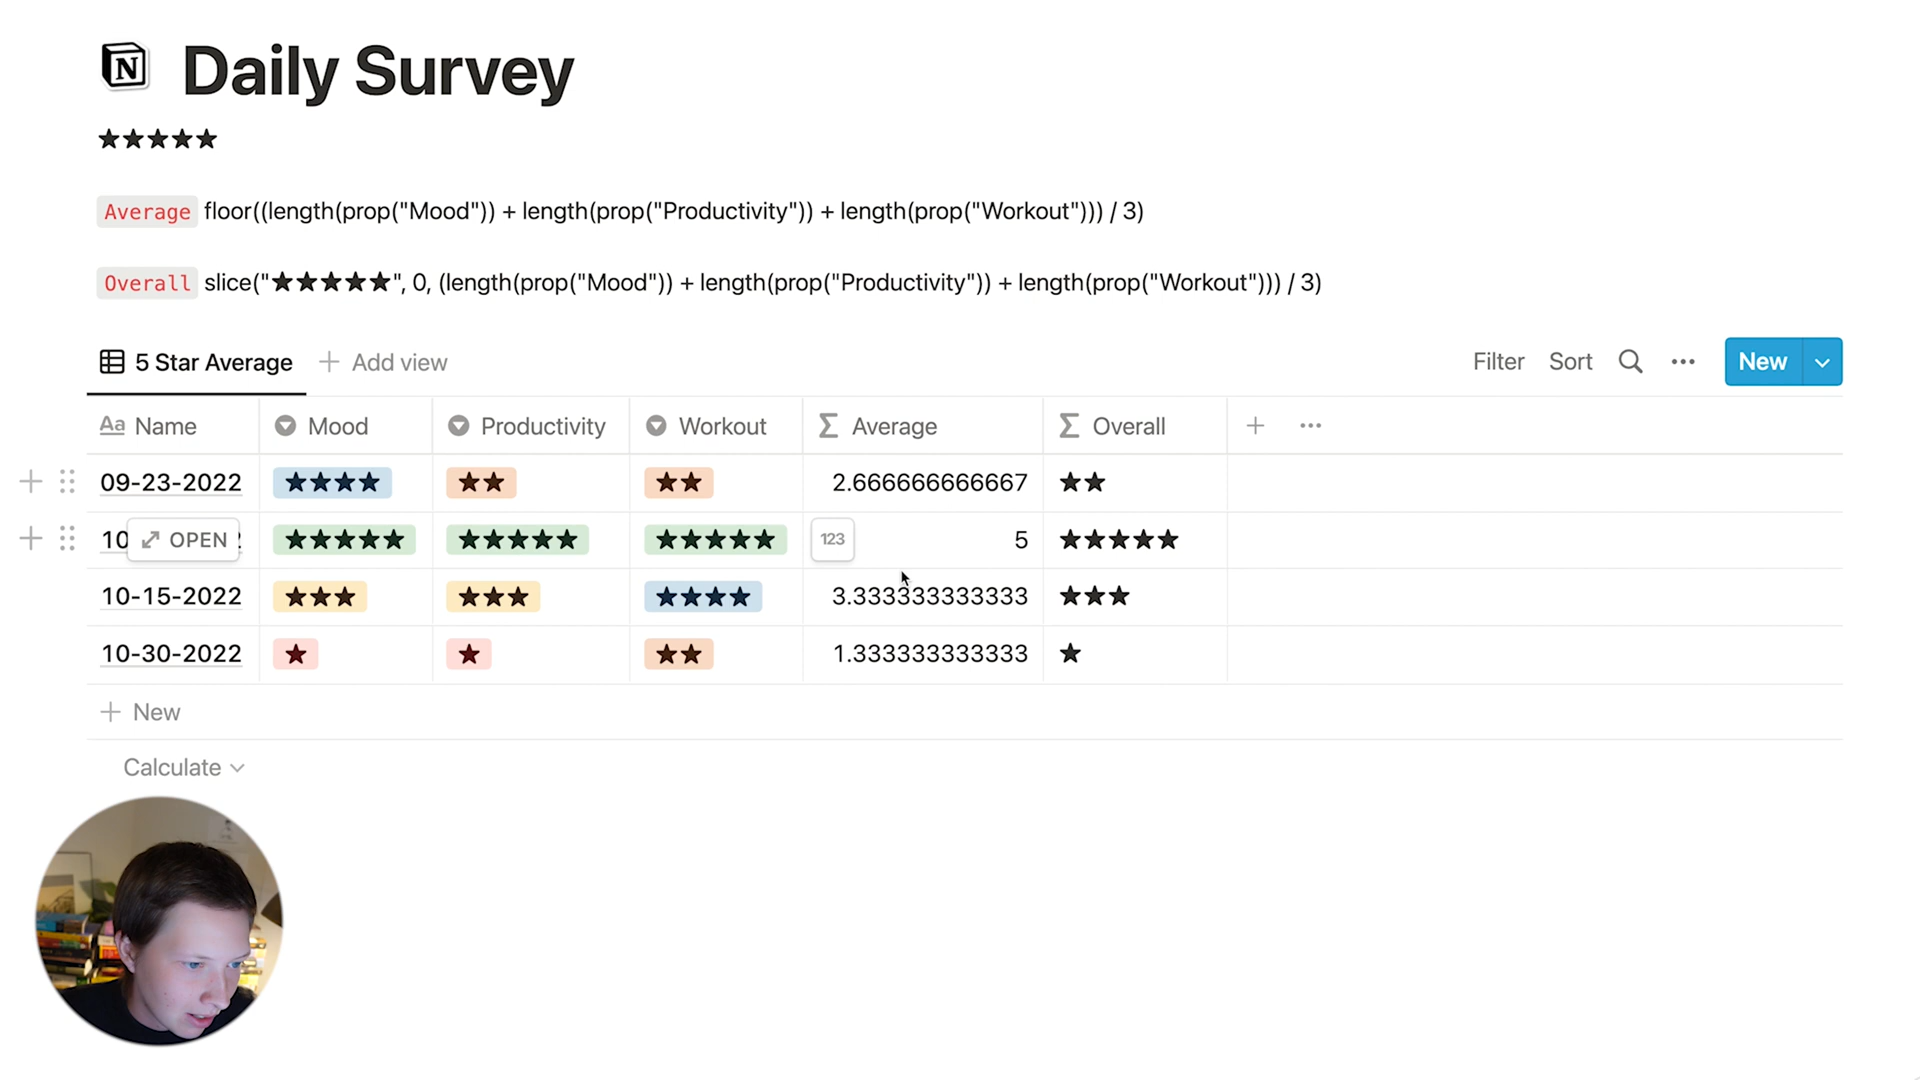 N Daily Survey
★★★★★
Average floor((length(prop("Mood")) + length(prop("Productivity")) + length(prop("Workout"))) / 3)
Overall slice("★★★★★", 0, (length(prop("Mood")) + length(prop("Productivity")) + length(prop("Workout"))) / 3)
5 Star Average + Add view Filter Sort ••• New
Aa Name Mood Productivity Workout Σ Average Σ Overall + •••
09-23-2022 ★★★★ ★★ ★★ 2.666666666667 ★★
10 OPEN ★★★★★ ★★★★★ ★★★★★ 123 5 ★★★★★
10-15-2022 ★★★ ★★★ ★★★★ 3.333333333333 ★★★
10-30-2022 ★ ★ ★★ 1.333333333333 ★
+ New
Calculate